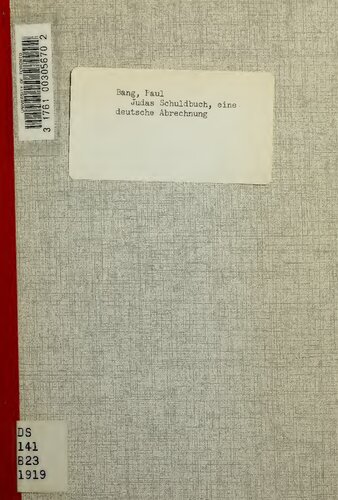 3 1761 00305670 2
Bang, Paul
Judas Schuldbuch, eine
deutsche Abrechnung
DS
141
B23
1919